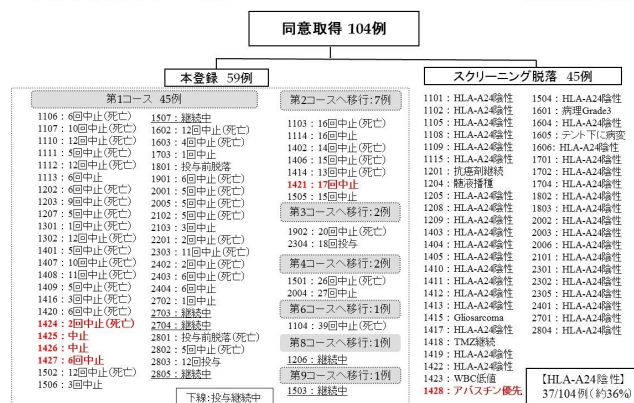 同意取得 104例
本登録 59例
第1コース 45例
1106:6回中止(死亡)
1107:10回中止(死亡)
1110:12回中止(死亡)
1111:5回中止(死亡)
1112:12回中止(死亡)
1113:6回中止
1202:6回中止(死亡)
1203:9回中止(死亡)
1207:5回中止(死亡)
1301:1回中止(死亡)
1302:12回中止(死亡)
1401:5回中止(死亡)
1407:10回中止(死亡)
1408:11回中止(死亡)
1409:5回中止(死亡)
1416:3回中止(死亡)
1420:6回中止(死亡)
1424:2回中止(死亡)
1425:中止
1426:中止
1427:6回中止
1502:12回中止(死亡)
1506:3回中止
1507:継続中
1602:12回中止(死亡)
1603:4回中止(死亡)
1703:1回中止
1801:投与前脱落
1901:6回中止(死亡)
2001:5回中止(死亡)
2005:5回中止(死亡)
2102:5回中止(死亡)
2103:3回中止
2201:2回中止(死亡)
2303:11回中止(死亡)
2402:2回中止(死亡)
2403:6回中止(死亡)
2404:6回中止
2702:1回中止
2703:継続中
2704:継続中
2801:投与前脱落(死亡)
2802:5回中止(死亡)
2803:12回投与
2805:継続中
第2コースへ移行:7例
1103:16回中止(死亡)
1114:16回中止
1402:14回中止(死亡)
1406:15回中止(死亡)
1414:13回中止(死亡)
1421:17回中止
1505:15回中止
第3コースへ移行:2例
1902:20回中止(死亡)
2304:18回投与
第4コースへ移行:2例
1501:26回中止(死亡)
2004:27回中止
第6コースへ移行:1例
1104:39回中止(死亡)
第8コースへ移行:1例
1206:継続中
第9コースへ移行:1例
1503:継続中
下線:投与継続中
スクリーニング脱落 45例
1101:HLA-A24陰性
1102:HLA-A24陰性
1105:HLA-A24陰性
1108:HLA-A24陰性
1109:HLA-A24陰性
1115:HLA-A24陰性
1201:抗癌剤継続
1204:髄液播種
1205:HLA-A24陰性
1208:HLA-A24陰性
1209:HLA-A24陰性
1403:HLA-A24陰性
1404:HLA-A24陰性
1405:HLA-A24陰性
1410:HLA-A24陰性
1411:HLA-A24陰性
1412:HLA-A24陰性
1413:HLA-A24陰性
1415:Gliosarcoma
1417:HLA-A24陰性
1418:TMZ継続
1419:HLA-A24陰性
1422:HLA-A24陰性
1423:WBC低値
1428:アバスチン優先
1504:HLA-A24陰性
1601:病理Grade3
1604:HLA-A24陰性
1605:テント下に病変
1606:HLA-A24陰性
1701:HLA-A24陰性
1702:HLA-A24陰性
1704:HLA-A24陰性
1802:HLA-A24陰性
1803:HLA-A24陰性
2002:HLA-A24陰性
2003:HLA-A24陰性
2006:HLA-A24陰性
2101:HLA-A24陰性
2301:HLA-A24陰性
2302:HLA-A24陰性
2305:HLA-A24陰性
2401:HLA-A24陰性
2701:HLA-A24陰性
2804:HLA-A24陰性
【HLA-A24陰性】
37/104例(約36%)